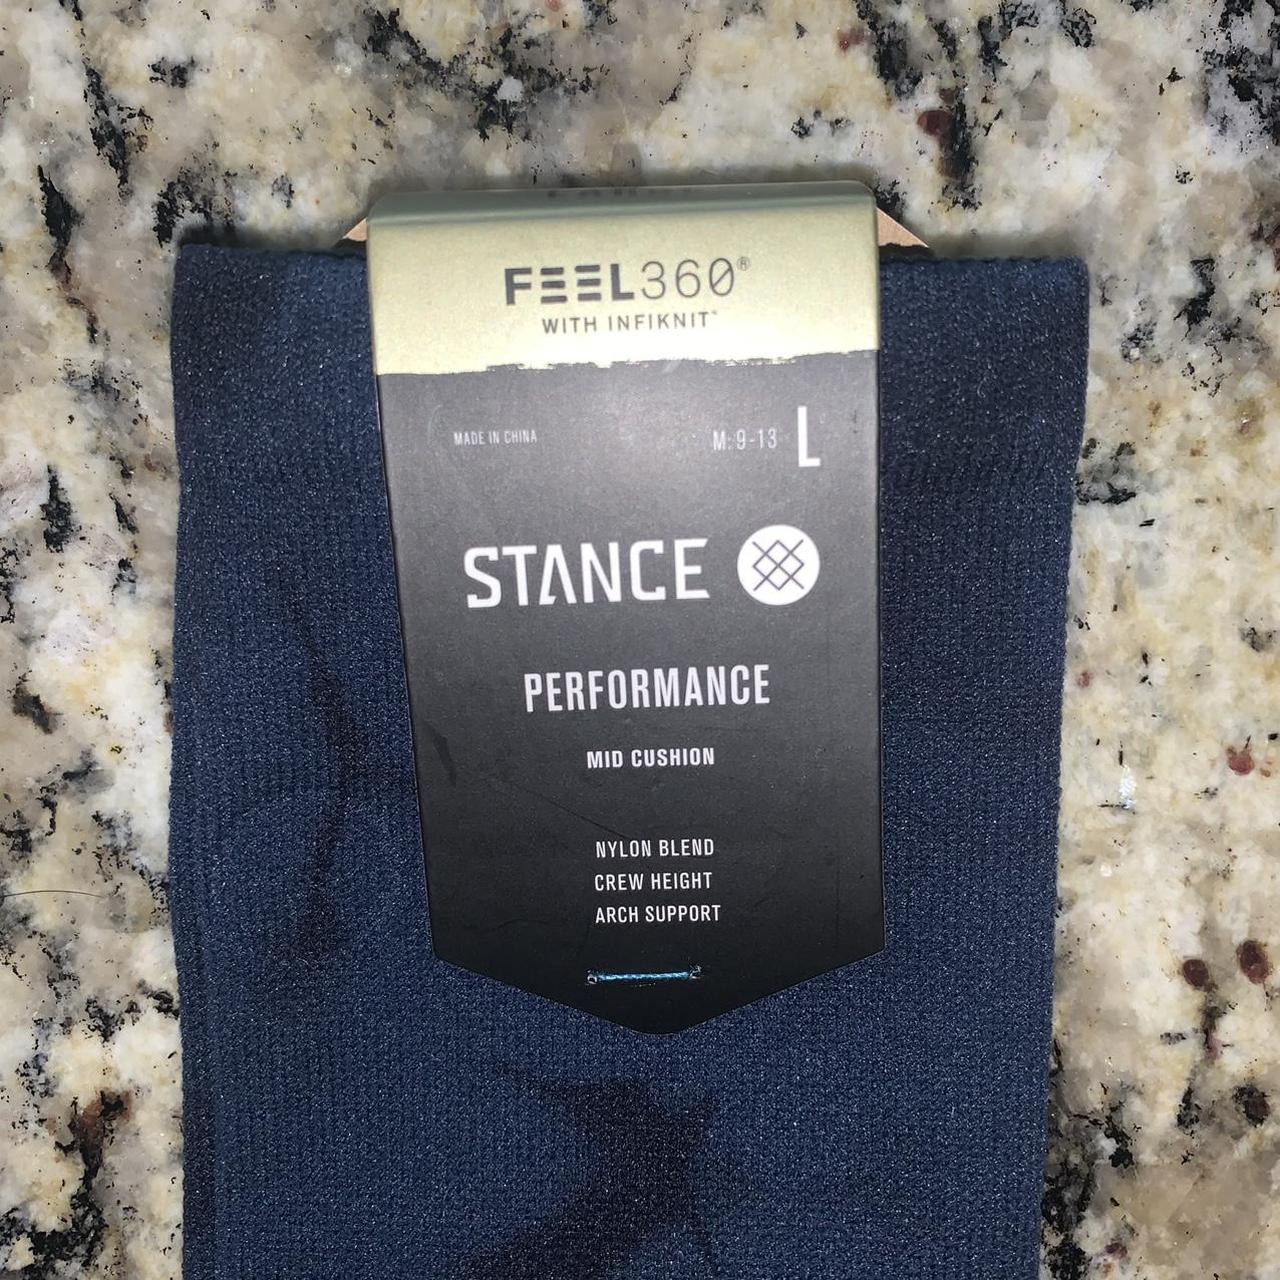 FEEL360®
WITH INFIKNIT™
MADE IN CHINA
M: 9-13 L
STANCE
PERFORMANCE
MID CUSHION
NYLON BLEND
CREW HEIGHT
ARCH SUPPORT